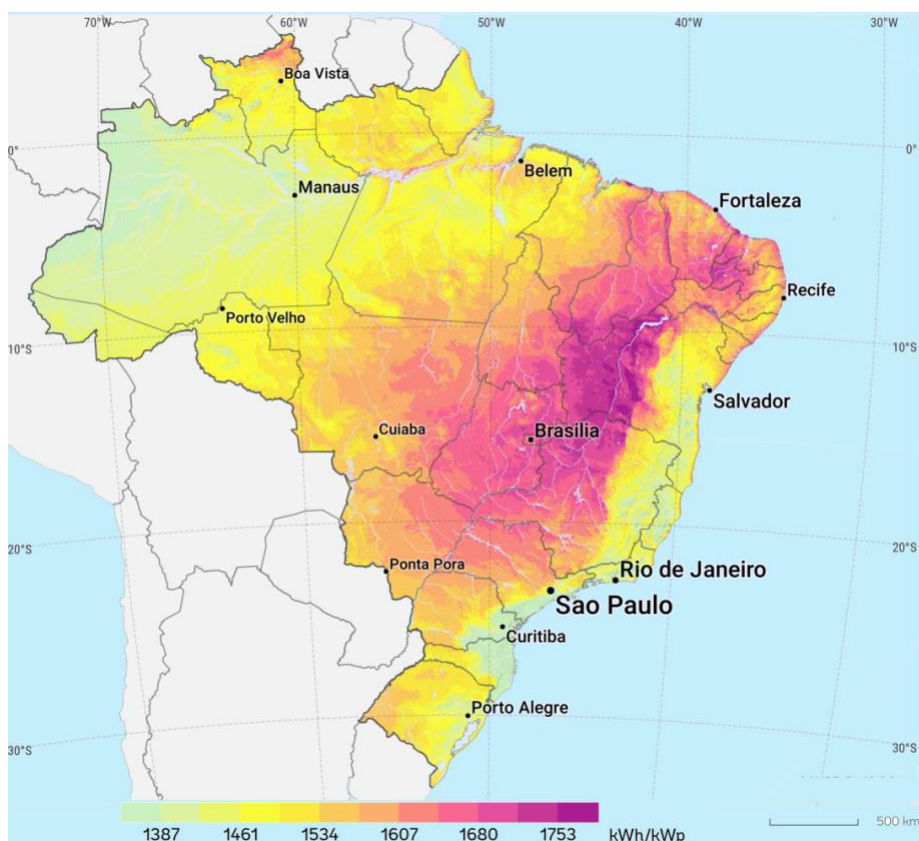 70°W 60°W 50°W 40°W 30°W
Boa Vista
0° 0°
Belem
Manaus
Fortaleza
Recife
Porto Velho
10°S 10°S
Salvador
Cuiaba Brasilia
20°S 20°S
Ponta Pora Rio de Janeiro
Sao Paulo
Curitiba
Porto Alegre
30°S 30°S
1387 1461 1534 1607 1680 1753 kWh/kWp
500 km